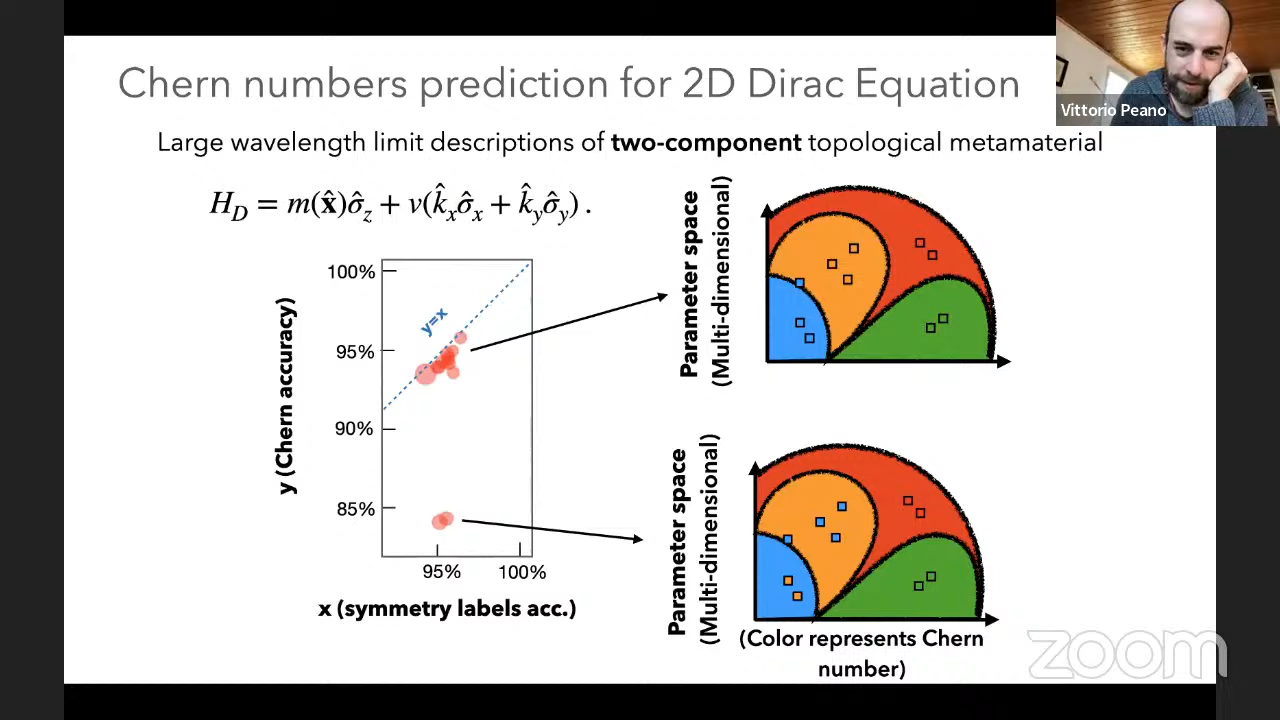 Chern numbers prediction for 2D Dirac Equation
Vittorio Peano
Large wavelength limit descriptions of two-component topological metamaterial
H_D = m(x̂)σ̂_z + v(k̂_xσ̂_x + k̂_yσ̂_y) .
y (Chern accuracy)
100%
95%
90%
85%
y=x
95%
100%
x (symmetry labels acc.)
Parameter space
(Multi-dimensional)
Parameter space
(Multi-dimensional)
(Color represents Chern
number)
zoom